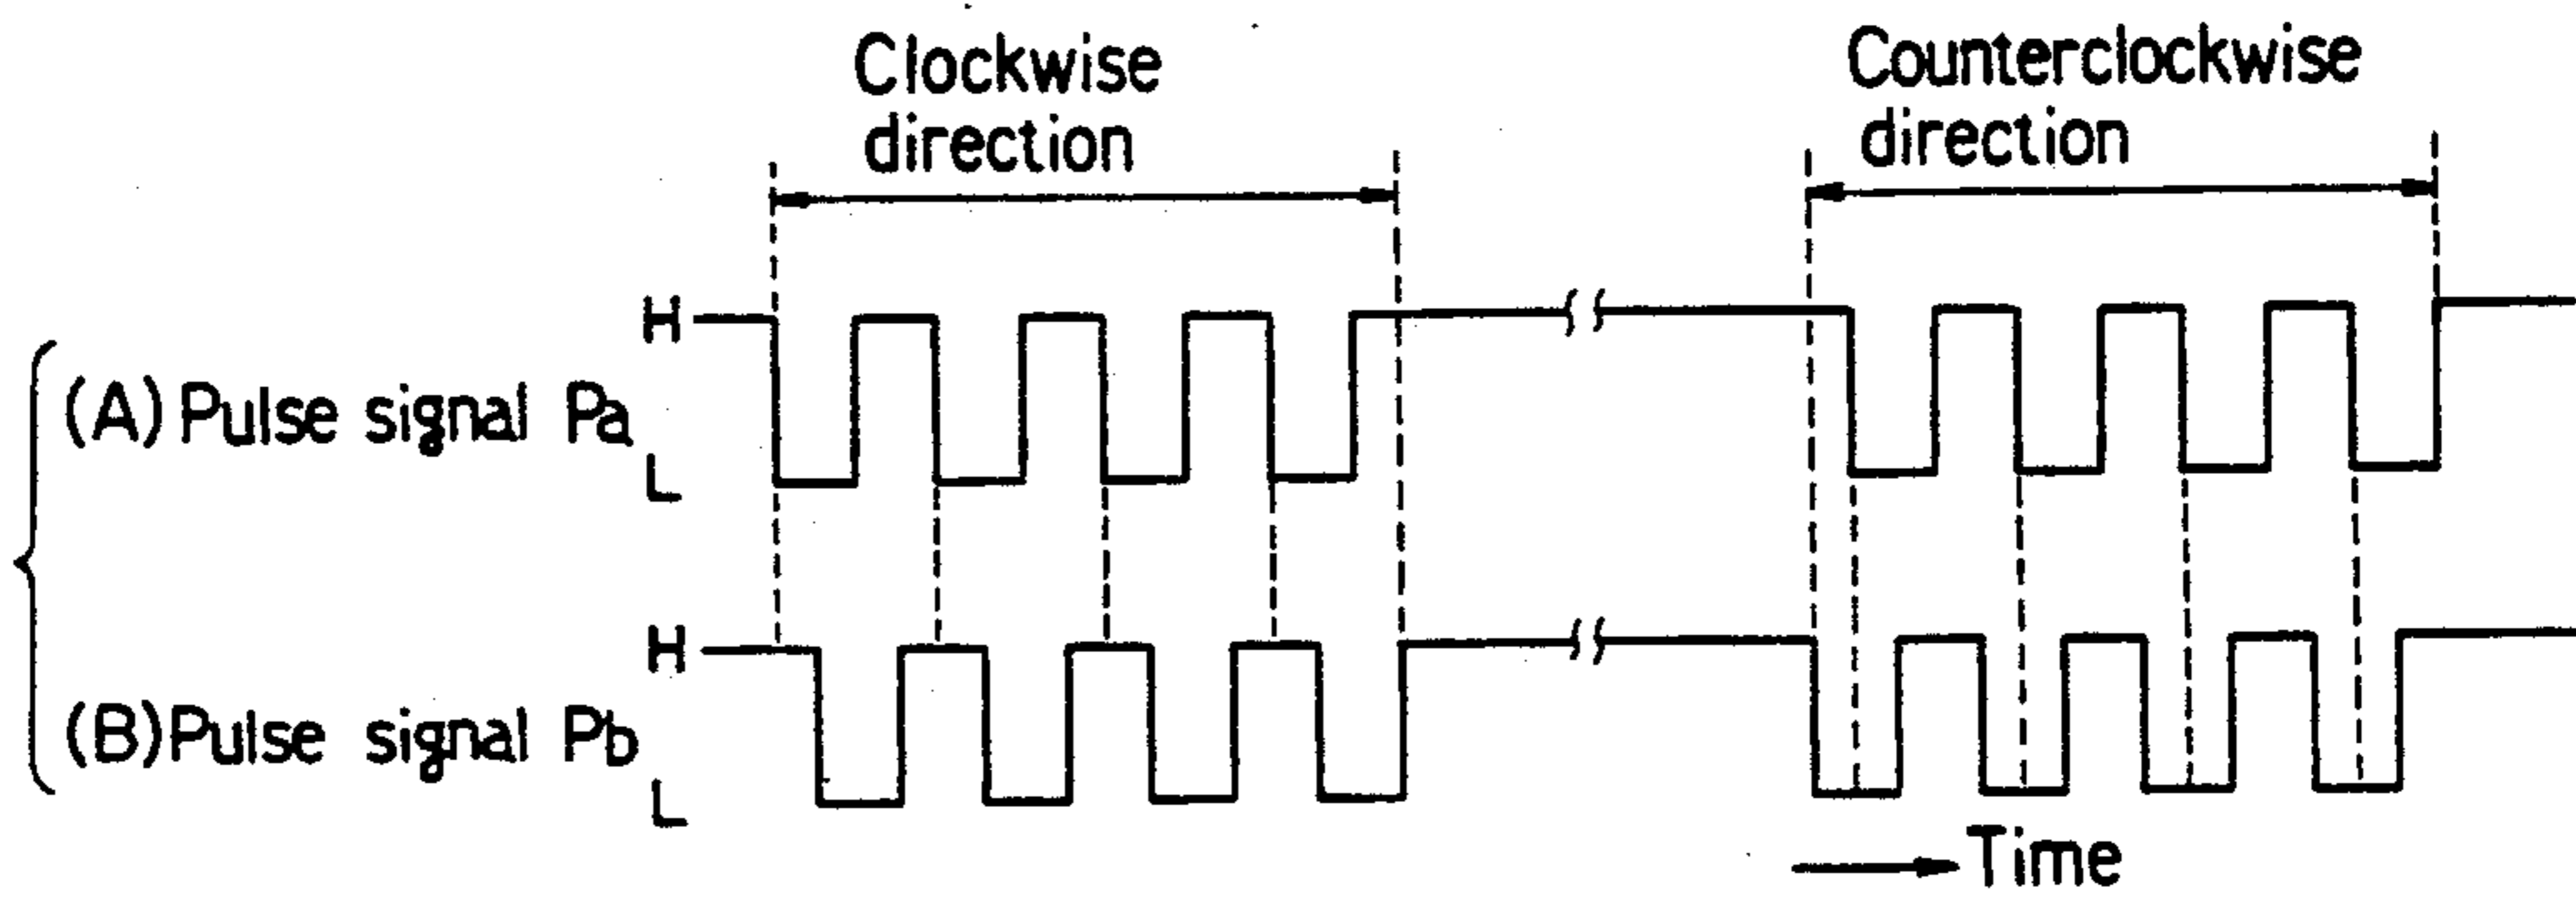 Clockwise
direction
Counterclockwise
direction
H
(A) Pulse signal Pa
L
H
(B) Pulse signal Pb
L
Time